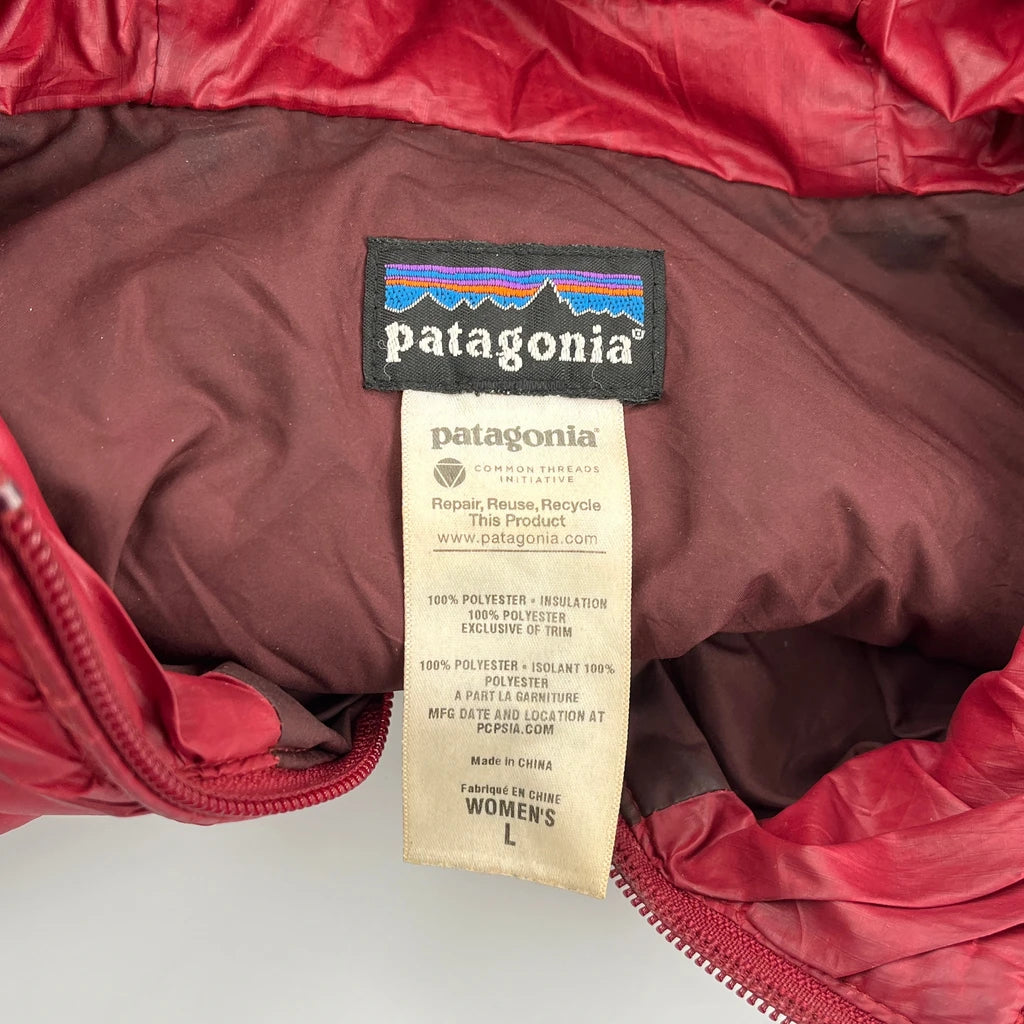 patagonia®
patagonia®
COMMON THREADS
INITIATIVE
Repair, Reuse, Recycle
This Product
www.patagonia.com
100% POLYESTER • INSULATION
100% POLYESTER
EXCLUSIVE OF TRIM
100% POLYESTER • ISOLANT 100%
POLYESTER
A PART LA GARNITURE
MFG DATE AND LOCATION AT
PCPSIA.COM
Made in CHINA
Fabriqué EN CHINE
WOMEN'S
L